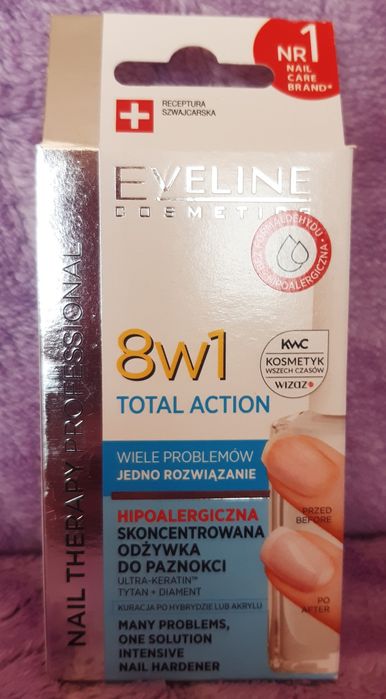 NR 1
NAIL
CARE
BRAND*
RECEPTURA
SZWAJCARSKA
EVELINE
COSMETICS
FORMALDEHYDU
HIPOALERGICZNA
8w1
TOTAL ACTION
KWC
KOSMETYK
WSZECH CZASÓW
WIZAZ
NAIL THERAPY PROFESSIONAL
WIELE PROBLEMÓW
JEDNO ROZWIĄZANIE
HIPOALERGICZNA
SKONCENTROWANA
ODŻYWKA
DO PAZNOKCI
ULTRA-KERATIN™
TYTAN + DIAMENT
KURACJA PO HYBRYDZIE LUB AKRYLU
MANY PROBLEMS,
ONE SOLUTION
INTENSIVE
NAIL HARDENER
PRZED
BEFORE
PO
AFTER